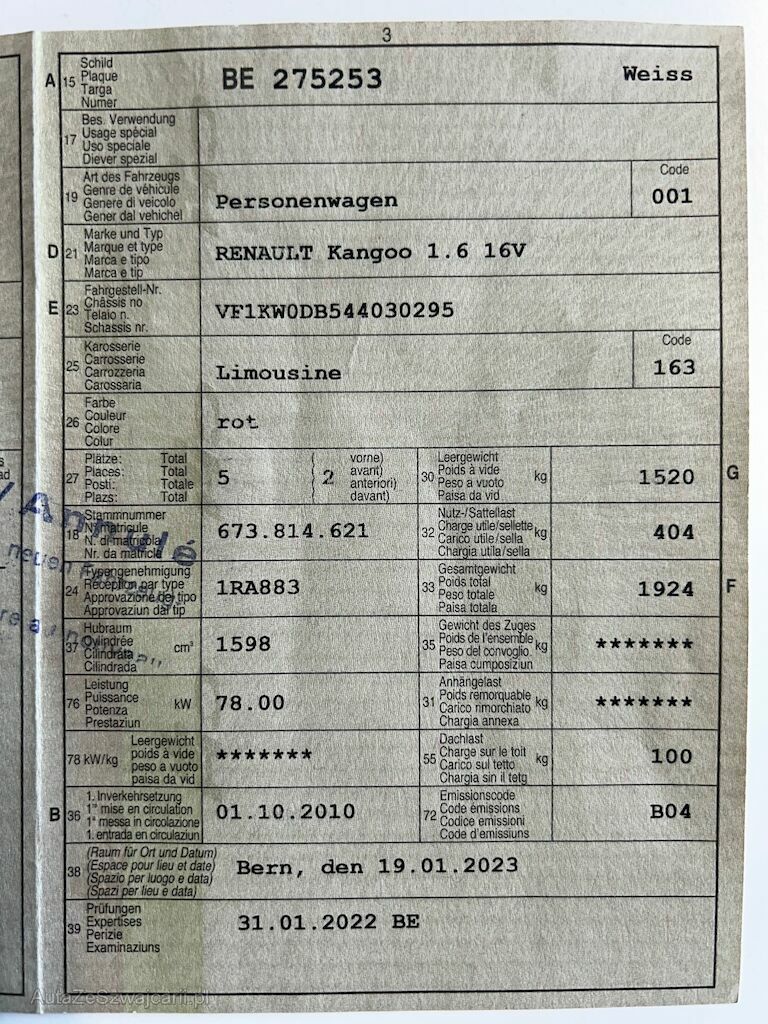 3
A 15 Schild
Plaque
Targa
Numer
BE 275253 Weiss
17 Bes. Verwendung
Usage spécial
Uso speciale
Diever spezial
19 Art des Fahrzeugs
Genre de véhicule
Genere di veicolo
Gener dal vehichel
Personenwagen
Code
001
D 21 Marke und Typ
Marque et type
Marca e tipo
Marca e tip
RENAULT Kangoo 1.6 16V
E 23 Fahrgestell-Nr.
Châssis no
Telaio n.
Schassis nr.
VF1KW0DB544030295
25 Karosserie
Carrosserie
Carrozzeria
Carossaria
Limousine
Code
163
26 Farbe
Couleur
Colore
Colur
rot
27 Plätze: Total
Places: Total
Posti: Totale
Plazs: Total
5
2
vorne)
avant)
anteriori)
davant)
30 Leergewicht
Poids à vide
Peso a vuoto
Paisa da vid
kg
1520
G
18 Stammnummer
N. matricule
N. di matricola
Nr. da matricla
673.814.621
32 Nutz-/Sattellast
Charge utile/sellette
Carico utile/sella
Chargia utila/sella
kg
404
24 Typengenehmigung
Réception par type
Approvazione del tipo
Approvaziun dal tip
1RA883
33 Gesamtgewicht
Poids total
Peso totale
Paisa totala
kg
1924
F
37 Hubraum
Cylindrée
Cilindrata
Cilindrada
cm³
1598
35 Gewicht des Zuges
Poids de l'ensemble
Peso del convoglio
Paisa cumposiziun
kg
*******
76 Leistung
Puissance
Potenza
Prestaziun
kW
78.00
31 Anhängelast
Poids remorquable
Carico rimorchiato
Chargia annexa
kg
*******
78 kW/kg
Leergewicht
poids à vide
peso a vuoto
paisa da vid
*******
55 Dachlast
Charge sur le toit
Carico sul tetto
Chargia sin il tetg
kg
100
B 36 1. Inverkehrsetzung
1re mise en circulation
1a messa in circolazione
1. entrada en circulaziun
01.10.2010
72 Emissionscode
Code émissions
Codice emissioni
Code d'emissiuns
B04
38 (Raum für Ort und Datum)
(Espace pour lieu et date)
(Spazio per luogo e data)
(Spazi per lieu e data)
Bern, den 19.01.2023
39 Prüfungen
Expertises
Perizie
Examinaziuns
31.01.2022 BE
/Annulé
neuen
AutaZeSzwajcarii.pl